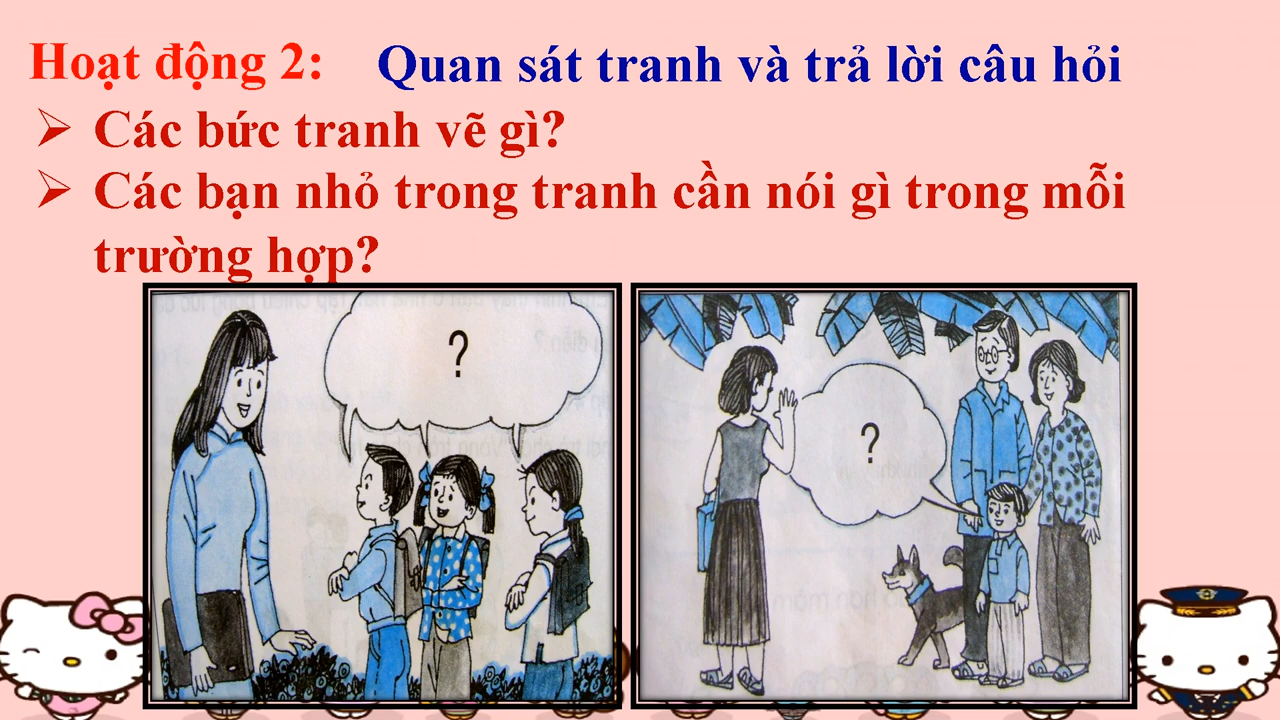 Hoạt động 2: Quan sát tranh và trả lời câu hỏi
Các bức tranh vẽ gì?
Các bạn nhỏ trong tranh cần nói gì trong mỗi
trường hợp?
?
?